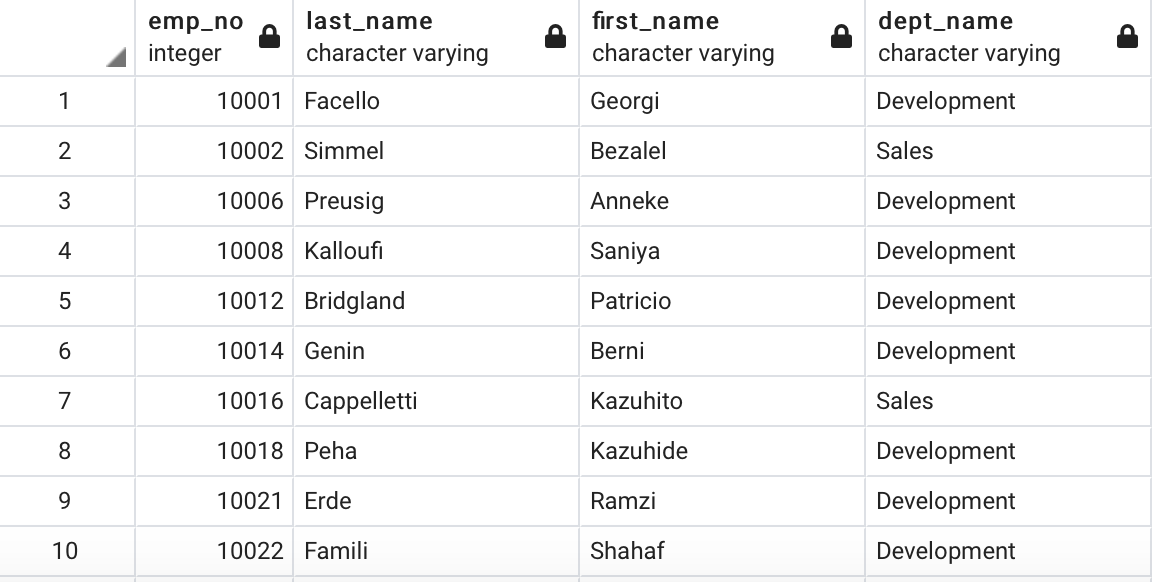 emp_no last_name first_name dept_name
integer character varying character varying character varying
1 10001 Facello Georgi Development
2 10002 Simmel Bezalel Sales
3 10006 Preusig Anneke Development
4 10008 Kalloufi Saniya Development
5 10012 Bridgland Patricio Development
6 10014 Genin Berni Development
7 10016 Cappelletti Kazuhito Sales
8 10018 Peha Kazuhide Development
9 10021 Erde Ramzi Development
10 10022 Famili Shahaf Development